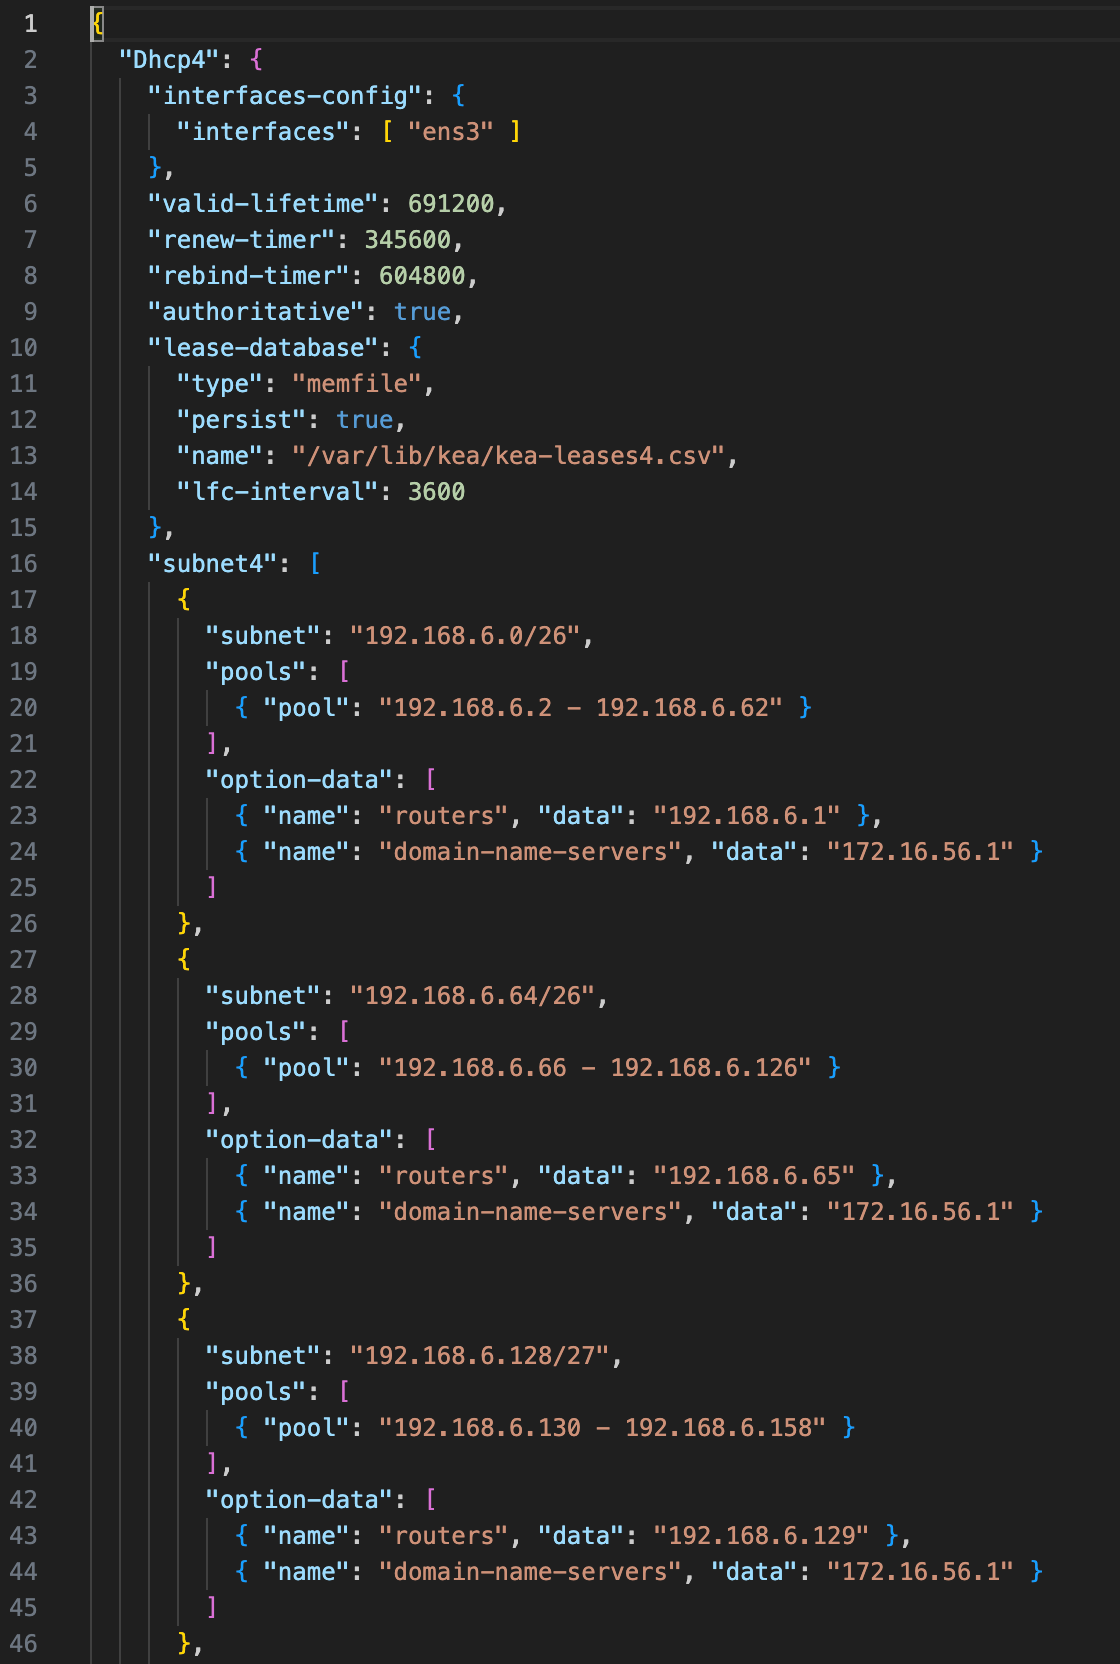 1 {
2 "Dhcp4": {
3 "interfaces-config": {
4 "interfaces": [ "ens3" ]
5 },
6 "valid-lifetime": 691200,
7 "renew-timer": 345600,
8 "rebind-timer": 604800,
9 "authoritative": true,
10 "lease-database": {
11 "type": "memfile",
12 "persist": true,
13 "name": "/var/lib/kea/kea-leases4.csv",
14 "lfc-interval": 3600
15 },
16 "subnet4": [
17 {
18 "subnet": "192.168.6.0/26",
19 "pools": [
20 { "pool": "192.168.6.2 - 192.168.6.62" }
21 ],
22 "option-data": [
23 { "name": "routers", "data": "192.168.6.1" },
24 { "name": "domain-name-servers", "data": "172.16.56.1" }
25 ]
26 },
27 {
28 "subnet": "192.168.6.64/26",
29 "pools": [
30 { "pool": "192.168.6.66 - 192.168.6.126" }
31 ],
32 "option-data": [
33 { "name": "routers", "data": "192.168.6.65" },
34 { "name": "domain-name-servers", "data": "172.16.56.1" }
35 ]
36 },
37 {
38 "subnet": "192.168.6.128/27",
39 "pools": [
40 { "pool": "192.168.6.130 - 192.168.6.158" }
41 ],
42 "option-data": [
43 { "name": "routers", "data": "192.168.6.129" },
44 { "name": "domain-name-servers", "data": "172.16.56.1" }
45 ]
46 },